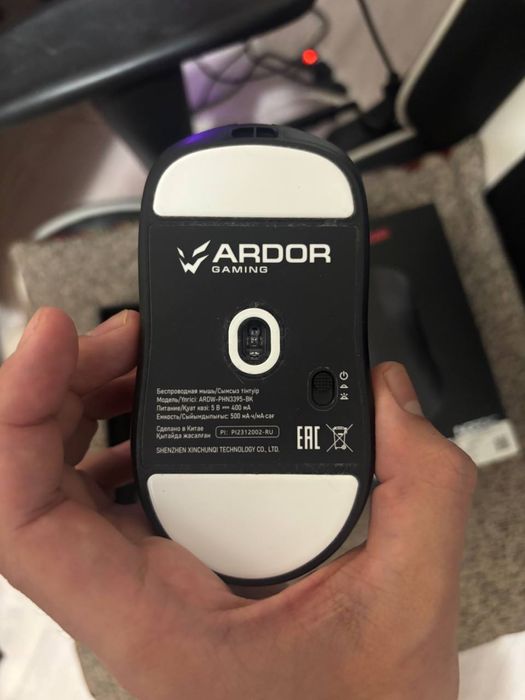 ARDOR
GAMING
Беспроводная мышь/Сымсыз тінтуір
Модель/Үлгісі: ARDW-PHN3395-BK
Питание/Қуат көзі: 5 В ⎓ 400 мА
Емкость/Сыйымдылығы: 500 мА·ч/мА·сағ
Сделано в Китае
Қытайда жасалған
PI: PI2312002-RU
SHENZHEN XINCHUNQI TECHNOLOGY CO., LTD.
EAC